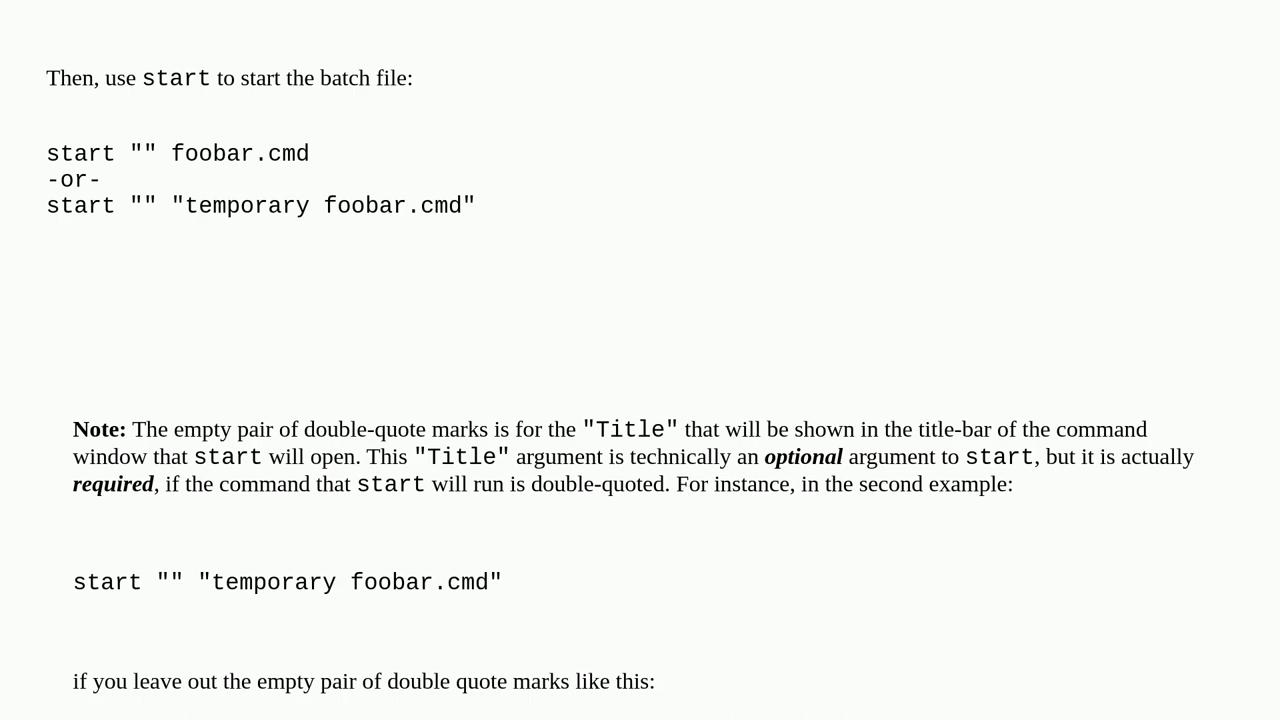 Then, use start to start the batch file:
start "" foobar.cmd
-or-
start "" "temporary foobar.cmd"
Note: The empty pair of double-quote marks is for the "Title" that will be shown in the title-bar of the command
window that start will open. This "Title" argument is technically an optional argument to start, but it is actually
required, if the command that start will run is double-quoted. For instance, in the second example:
start "" "temporary foobar.cmd"
if you leave out the empty pair of double quote marks like this: